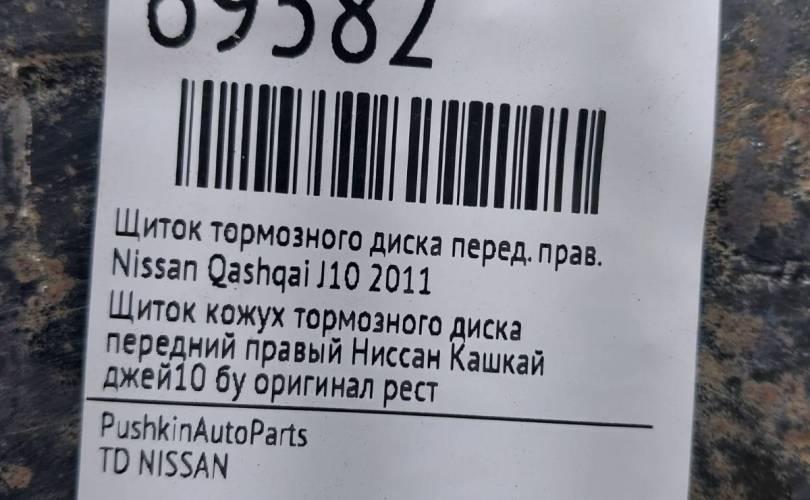 69582
Щиток тормозного диска перед. прав.
Nissan Qashqai J10 2011
Щиток кожух тормозного диска
передний правый Ниссан Кашкай
джей10 бу оригинал рест
PushkinAutoParts
TD NISSAN